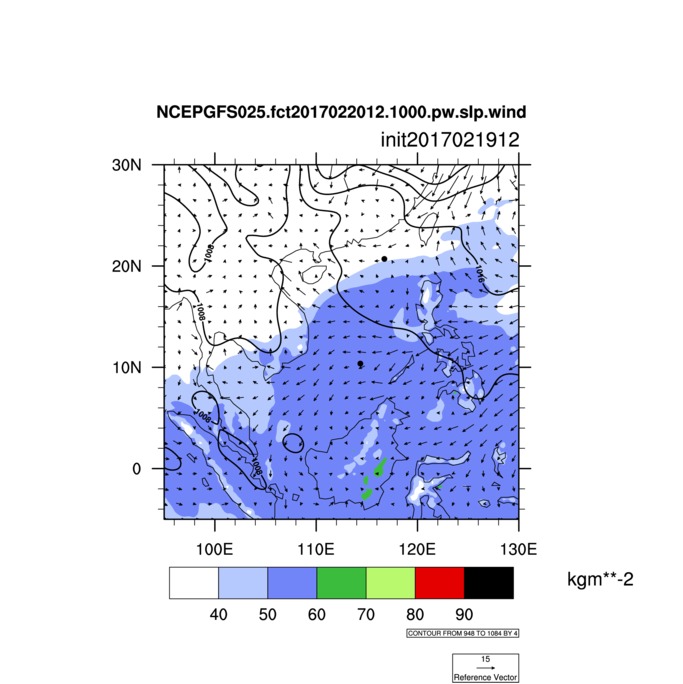 NCEPGFS025.fct2017022012.1000.pw.slp.wind
init2017021912
30N
1008
20N
1016
1008
10N
1008
1008
0
100E 110E 120E 130E
kgm**-2
40 50 60 70 80 90
CONTOUR FROM 948 TO 1084 BY 4
15
Reference Vector